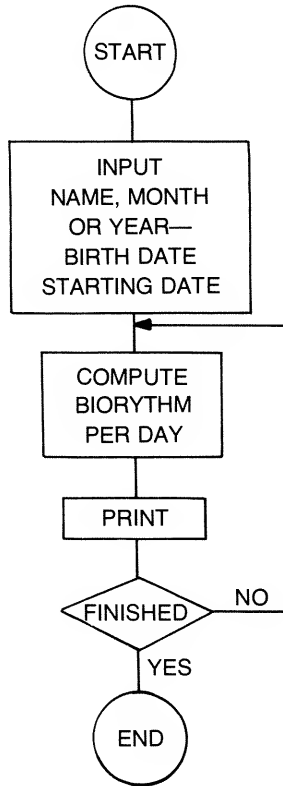 START
INPUT
NAME, MONTH
OR YEAR—
BIRTH DATE
STARTING DATE
COMPUTE
BIORYTHM
PER DAY
PRINT
FINISHED
NO
YES
END